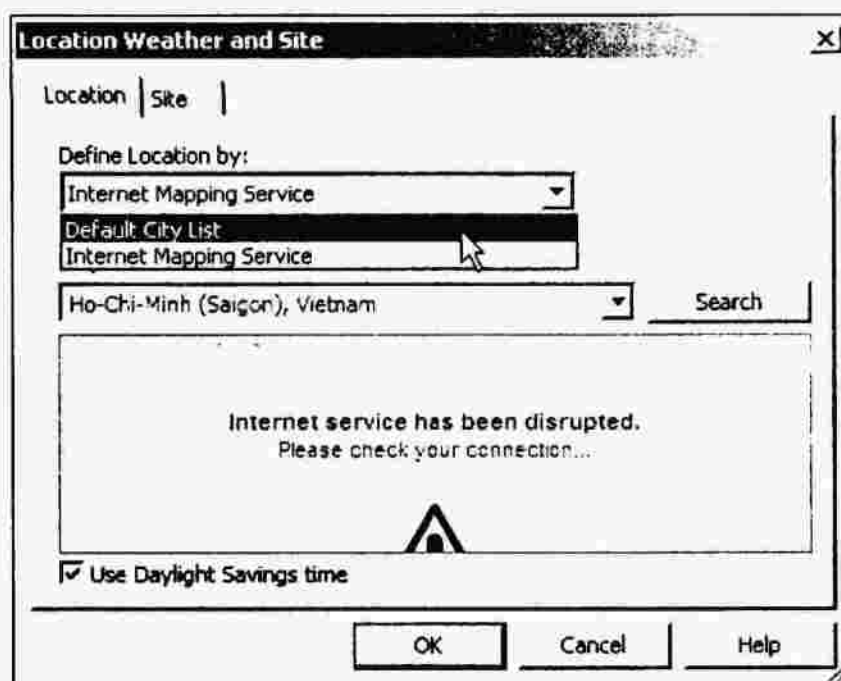 Location Weather and Site
Location Site
Define Location by:
Internet Mapping Service
Default City List
Internet Mapping Service
Ho-Chi-Minh (Saigon), Vietnam Search
Internet service has been disrupted.
Please check your connection...
Use Daylight Savings time
OK Cancel Help